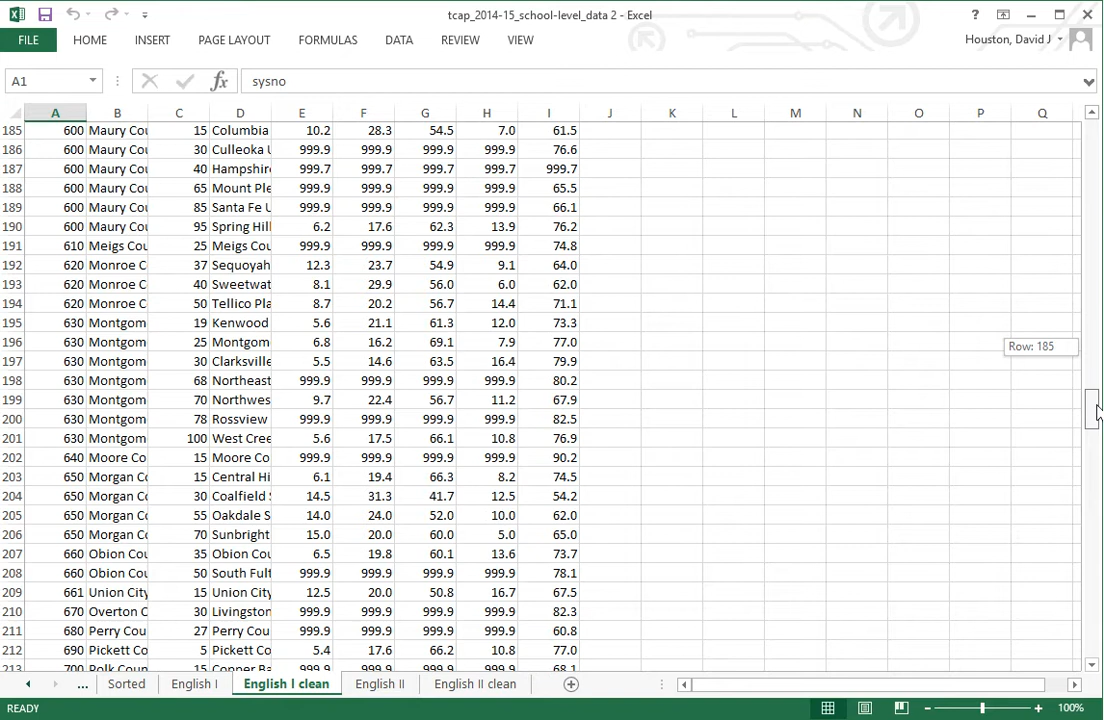 tcap_2014-15_school-level_data 2 - Excel
FILE HOME INSERT PAGE LAYOUT FORMULAS DATA REVIEW VIEW Houston, David J
A1 fx sysno
A B C D E F G H I J K L M N O P Q
185 600 Maury Cou 15 Columbia 10.2 28.3 54.5 7.0 61.5
186 600 Maury Cou 30 Culleoka U 999.9 999.9 999.9 999.9 76.6
187 600 Maury Cou 40 Hampshire 999.7 999.7 999.7 999.7 999.7
188 600 Maury Cou 65 Mount Ple 999.9 999.9 999.9 999.9 65.5
189 600 Maury Cou 85 Santa Fe U 999.9 999.9 999.9 999.9 66.1
190 600 Maury Cou 95 Spring Hill 6.2 17.6 62.3 13.9 76.2
191 610 Meigs Cou 25 Meigs Cou 999.9 999.9 999.9 999.9 74.8
192 620 Monroe C 37 Sequoyah 12.3 23.7 54.9 9.1 64.0
193 620 Monroe C 40 Sweetwat 8.1 29.9 56.0 6.0 62.0
194 620 Monroe C 50 Tellico Pla 8.7 20.2 56.7 14.4 71.1
195 630 Montgom 19 Kenwood 5.6 21.1 61.3 12.0 73.3
196 630 Montgom 25 Montgom 6.8 16.2 69.1 7.9 77.0 Row: 185
197 630 Montgom 30 Clarksville 5.5 14.6 63.5 16.4 79.9
198 630 Montgom 68 Northeast 999.9 999.9 999.9 999.9 80.2
199 630 Montgom 70 Northwes 9.7 22.4 56.7 11.2 67.9
200 630 Montgom 78 Rossview 999.9 999.9 999.9 999.9 82.5
201 630 Montgom 100 West Cree 5.6 17.5 66.1 10.8 76.9
202 640 Moore Co 15 Moore Co 999.9 999.9 999.9 999.9 90.2
203 650 Morgan Co 15 Central Hi 6.1 19.4 66.3 8.2 74.5
204 650 Morgan Co 30 Coalfield S 14.5 31.3 41.7 12.5 54.2
205 650 Morgan Co 55 Oakdale S 14.0 24.0 52.0 10.0 62.0
206 650 Morgan Co 70 Sunbright 15.0 20.0 60.0 5.0 65.0
207 660 Obion Cou 35 Obion Cou 6.5 19.8 60.1 13.6 73.7
208 660 Obion Cou 50 South Fult 999.9 999.9 999.9 999.9 78.1
209 661 Union City 15 Union City 12.5 20.0 50.8 16.7 67.5
210 670 Overton C 30 Livingston 999.9 999.9 999.9 999.9 82.3
211 680 Perry Cou 27 Perry Cou 999.9 999.9 999.9 999.9 60.8
212 690 Pickett Co 5 Pickett Co 5.4 17.6 66.2 10.8 77.0
213 700 Polk Coun 15 Copper Ba 999.9 999.9 999.9 999.9 68.1
... Sorted English I English I clean English II English II clean
READY 100%